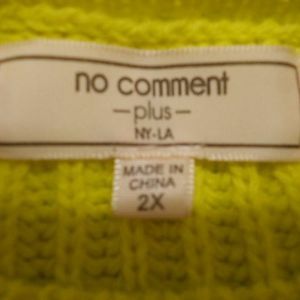 no comment
-plus-
NY-LA
MADE IN
CHINA
2X